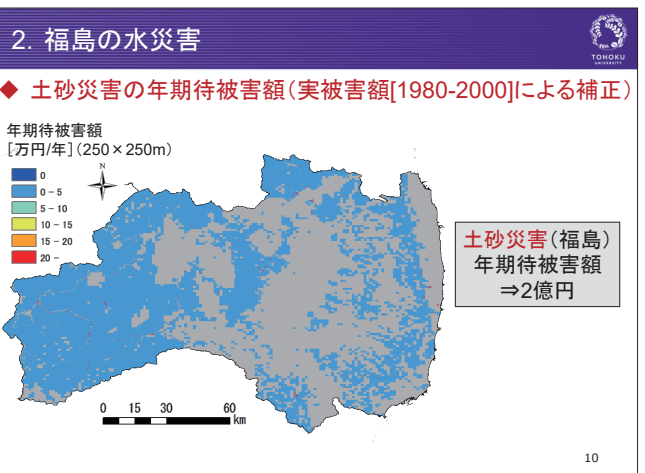 2. 福島の水災害
TOHOKU
UNIVERSITY
◆ 土砂災害の年期待被害額(実被害額[1980-2000]による補正)
年期待被害額
[万円/年](250×250m)
N
0
0 - 5
5 - 10
10 - 15
15 - 20
20 -
土砂災害(福島)
年期待被害額
⇒2億円
0 15 30 60
km
10